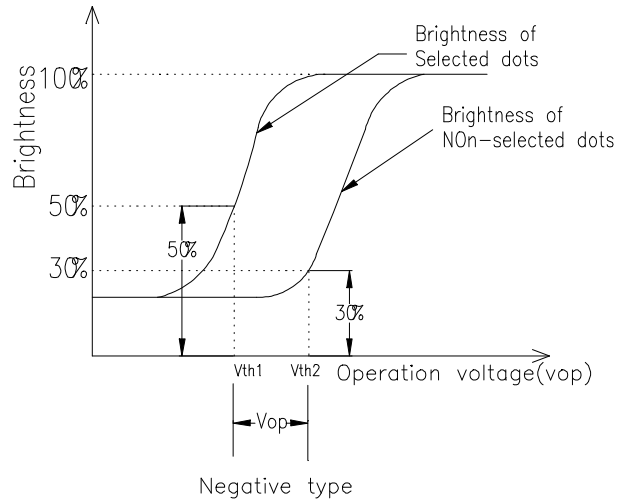 Brightness of
Selected dots
Brightness of
NOn-selected dots
Brightness
100%
50%
30%
50%
30%
Vth1
Vth2
Operation voltage(vop)
Vop
Negative type